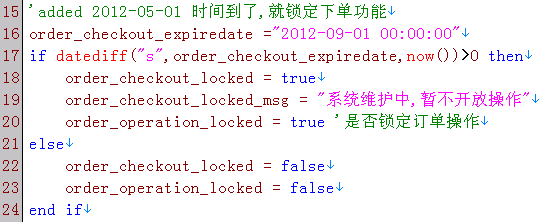 15 'added 2012-05-01 时间到了,就锁定下单功能↓
16 order_checkout_expiredate ="2012-09-01 00:00:00"↓
17 if datediff("s",order_checkout_expiredate,now())>0 then↓
18     order_checkout_locked = true↓
19     order_checkout_locked_msg = "系统维护中,暂不开放操作"↓
20     order_operation_locked = true '是否锁定订单操作↓
21 else↓
22     order_checkout_locked = false↓
23     order_operation_locked = false↓
24 end if↓